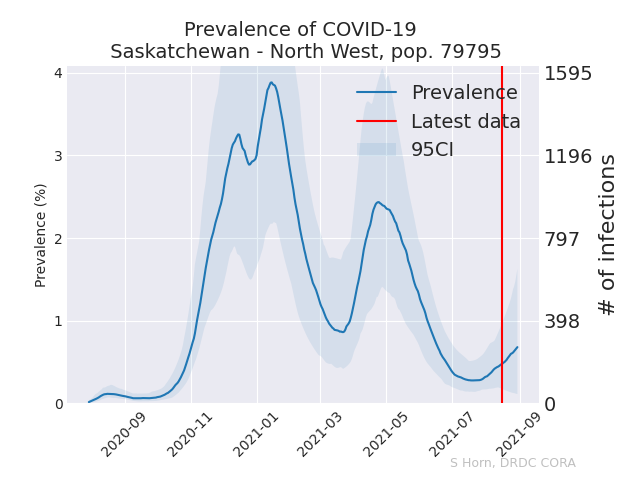 Prevalence of COVID-19
Saskatchewan - North West, pop. 79795
Prevalence
Latest data
95CI
Prevalence (%)
4
3
2
1
0
1595
1196
797
398
0
# of infections
2020-09
2020-11
2021-01
2021-03
2021-05
2021-07
2021-09
S Horn, DRDC CORA